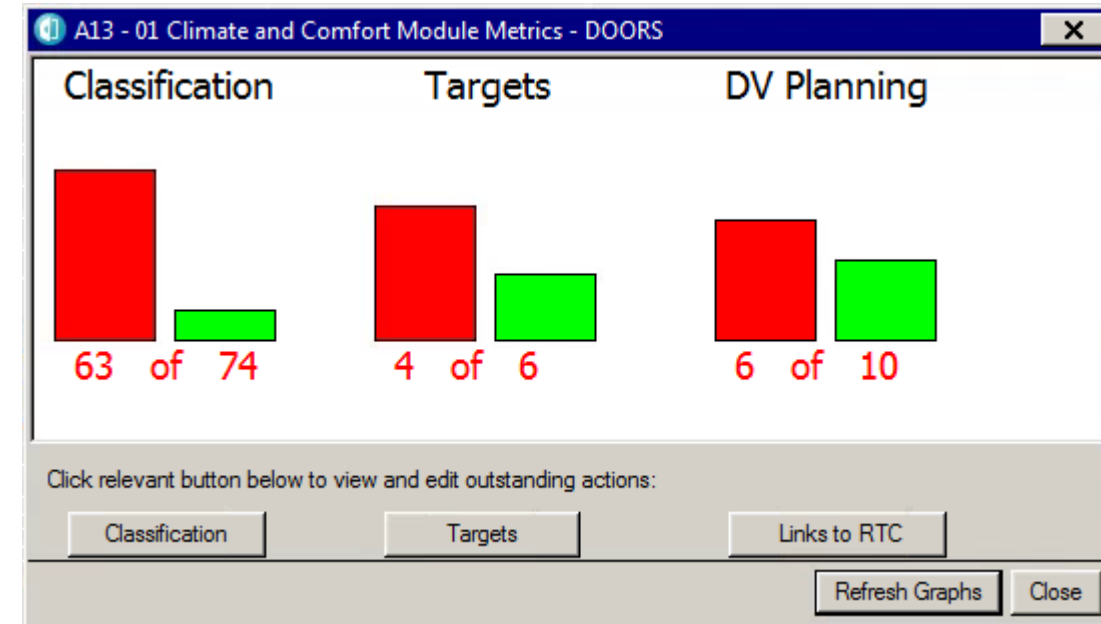 A13 - 01 Climate and Comfort Module Metrics - DOORS
Classification Targets DV Planning
63 of 74 4 of 6 6 of 10
Click relevant button below to view and edit outstanding actions:
Classification Targets Links to RTC
Refresh Graphs Close